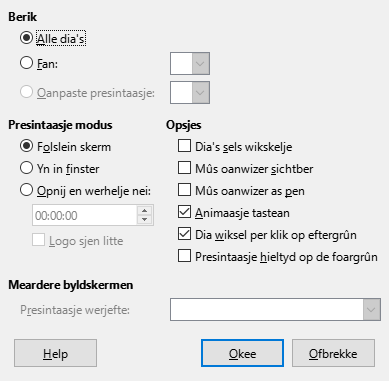 Berik
Alle dia's
Fan:
Oanpaste presintaasje:
Presintaasje modus
Folslein skerm
Yn in finster
Opnij en werhelje nei:
00:00:00
Logo sjen litte
Opsjes
Dia's sels wikskelje
Mûs oanwizer sichtber
Mûs oanwizer as pen
Animaasje tastean
Dia wiksel per klik op eftergrûn
Presintaasje hieltyd op de foargrûn
Meardere byldskermen
Presintaasje werjefte:
Help
Okee
Ofbrekke